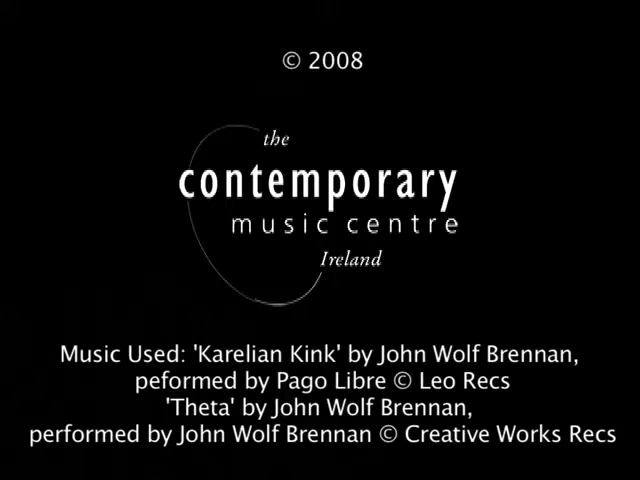 © 2008
the
contemporary
music centre
Ireland
Music Used: 'Karelian Kink' by John Wolf Brennan,
peformed by Pago Libre © Leo Recs
'Theta' by John Wolf Brennan,
performed by John Wolf Brennan © Creative Works Recs